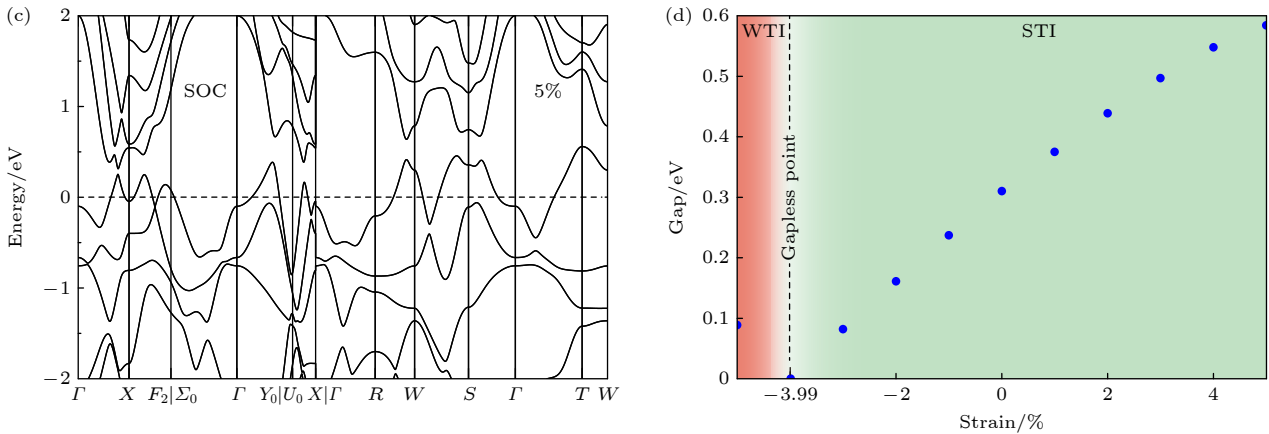 (c)
2
1
0
−1
−2
Energy/eV
SOC
5%
Γ X F₂|Σ₀ Γ Y₀|U₀ X|Γ R W S Γ T W
(d)
0.6
0.5
0.4
0.3
0.2
0.1
0
Gap/eV
WTI
STI
Gapless point
−3.99 −2 0 2 4
Strain/%